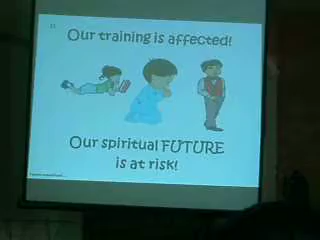 Our training is affected!
Our spiritual FUTURE
is at risk!